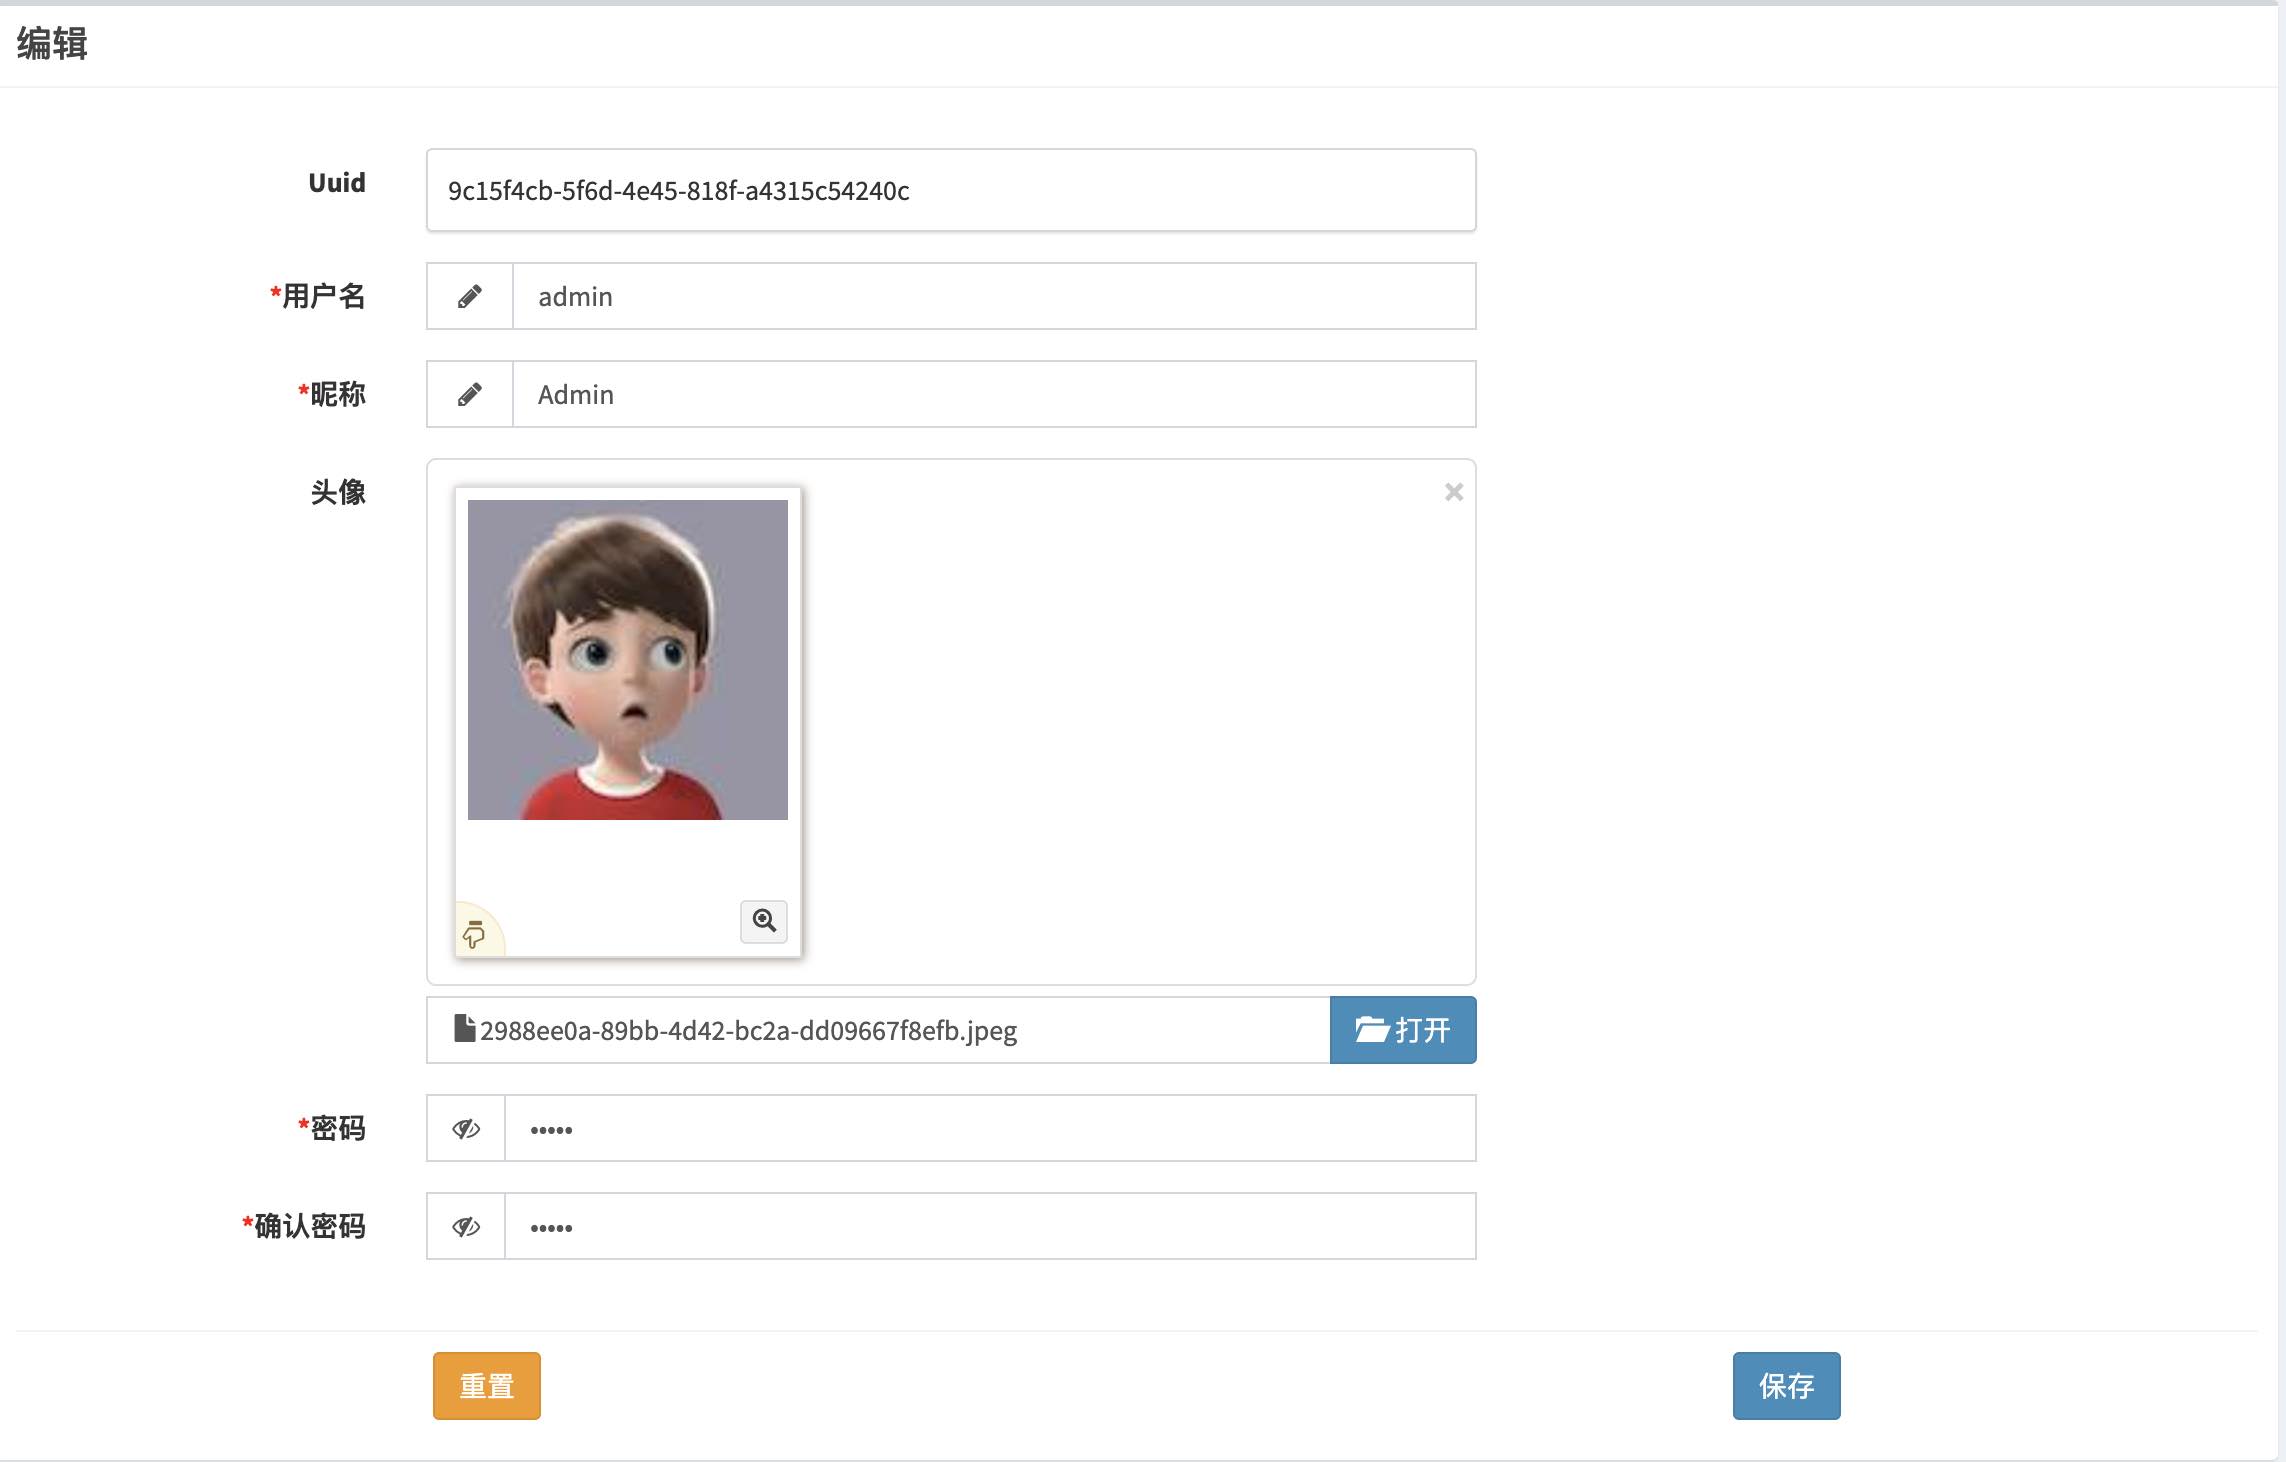 编辑
Uuid
9c15f4cb-5f6d-4e45-818f-a4315c54240c
*用户名
admin
*昵称
Admin
头像
2988ee0a-89bb-4d42-bc2a-dd09667f8efb.jpeg
打开
*密码
•••••
*确认密码
•••••
重置
保存